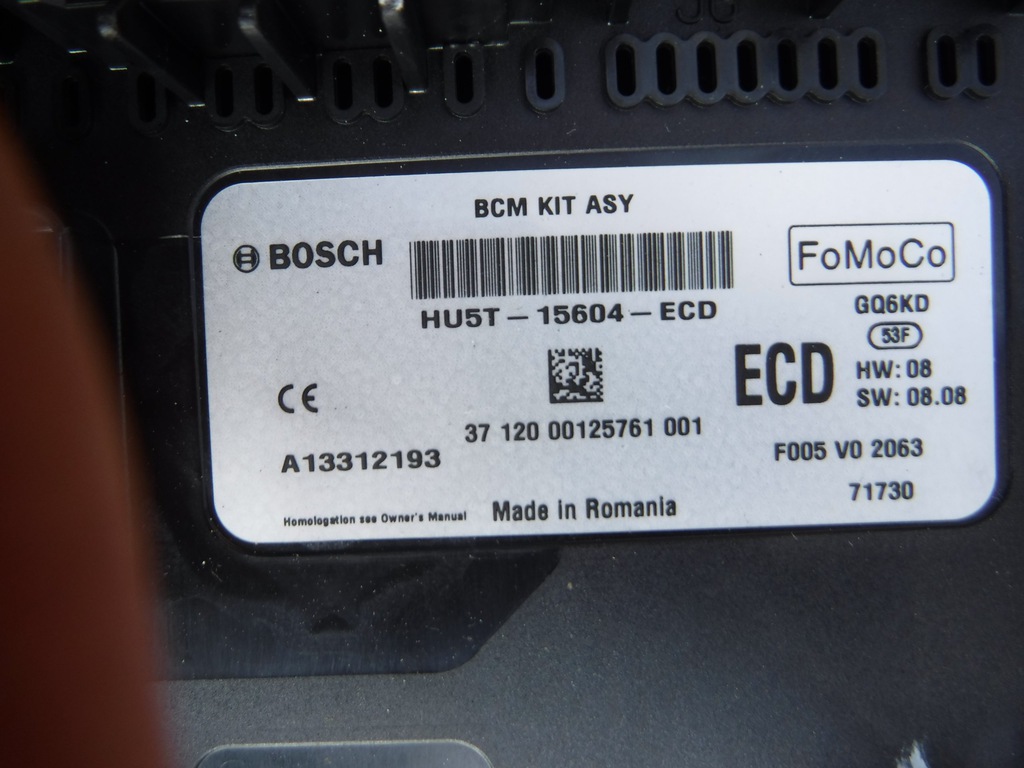 BCM KIT ASY
BOSCH
FoMoCo
HU5T-15604-ECD
GQ6KD
53F
ECD
HW: 08
SW: 08.08
CE
37 120 00125761 001
A13312193
F005 V0 2063
71730
Homologation see Owner's Manual
Made in Romania